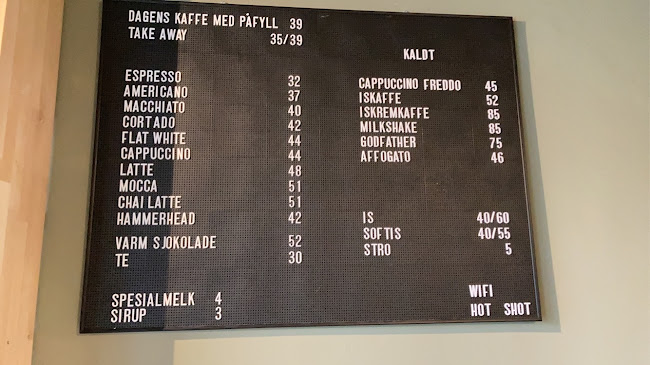 DAGENS KAFFE MED PÅFYLL 39
TAKE AWAY 35/39
ESPRESSO 32
AMERICANO 37
MACCHIATO 40
CORTADO 42
FLAT WHITE 44
CAPPUCCINO 44
LATTE 48
MOCCA 51
CHAI LATTE 51
HAMMERHEAD 42
VARM SJOKOLADE 52
TE 30
SPESIALMELK 4
SIRUP 3
KALDT
CAPPUCCINO FREDDO 45
ISKAFFE 52
ISKREMKAFFE 85
MILKSHAKE 85
GODFATHER 75
AFFOGATO 46
IS 40/60
SOFTIS 40/55
STRO 5
WIFI
HOT SHOT